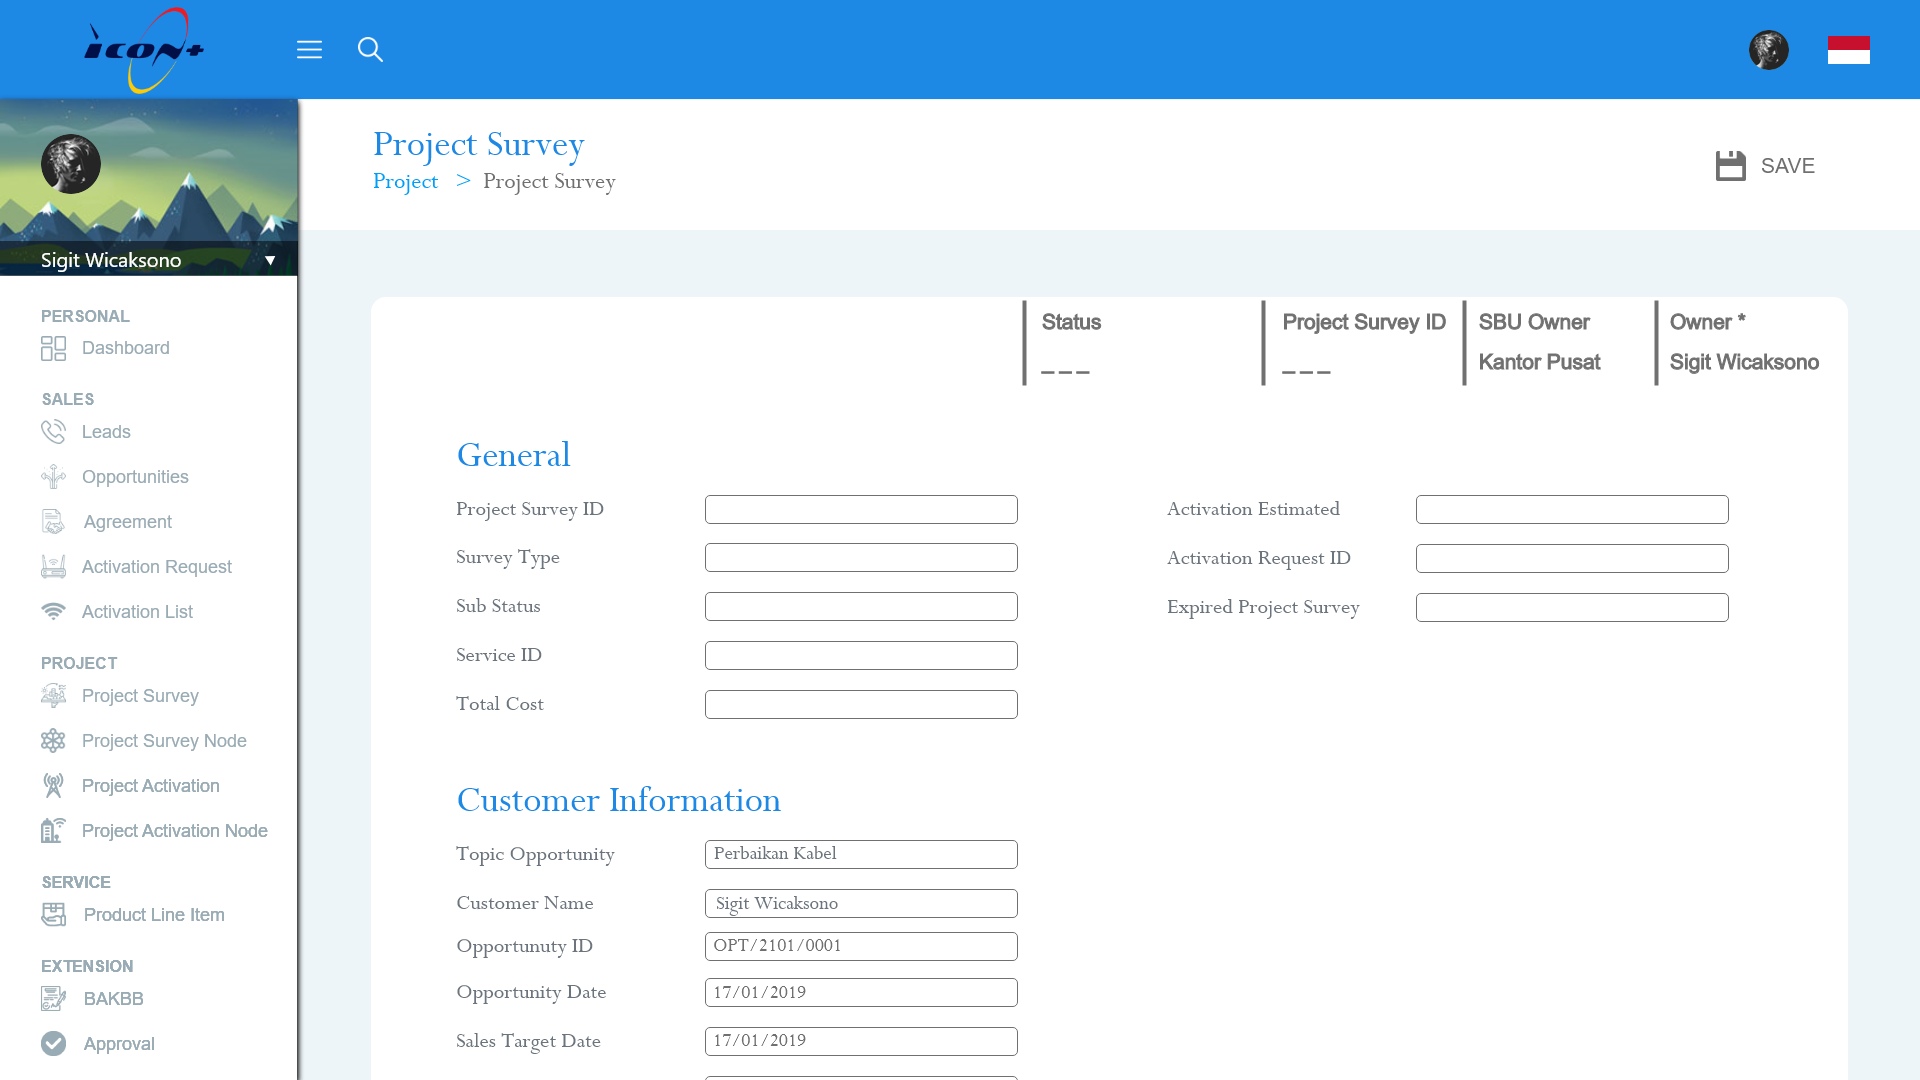 icon+
Project Survey
Project > Project Survey
SAVE
Sigit Wicaksono
PERSONAL
Dashboard
SALES
Leads
Opportunities
Agreement
Activation Request
Activation List
PROJECT
Project Survey
Project Survey Node
Project Activation
Project Activation Node
SERVICE
Product Line Item
EXTENSION
BAKBB
Approval
Status
_ _ _
Project Survey ID
_ _ _
SBU Owner
Kantor Pusat
Owner *
Sigit Wicaksono
General
Project Survey ID
Survey Type
Sub Status
Service ID
Total Cost
Activation Estimated
Activation Request ID
Expired Project Survey
Customer Information
Topic Opportunity Perbaikan Kabel
Customer Name Sigit Wicaksono
Opportunuty ID OPT/2101/0001
Opportunity Date 17/01/2019
Sales Target Date 17/01/2019